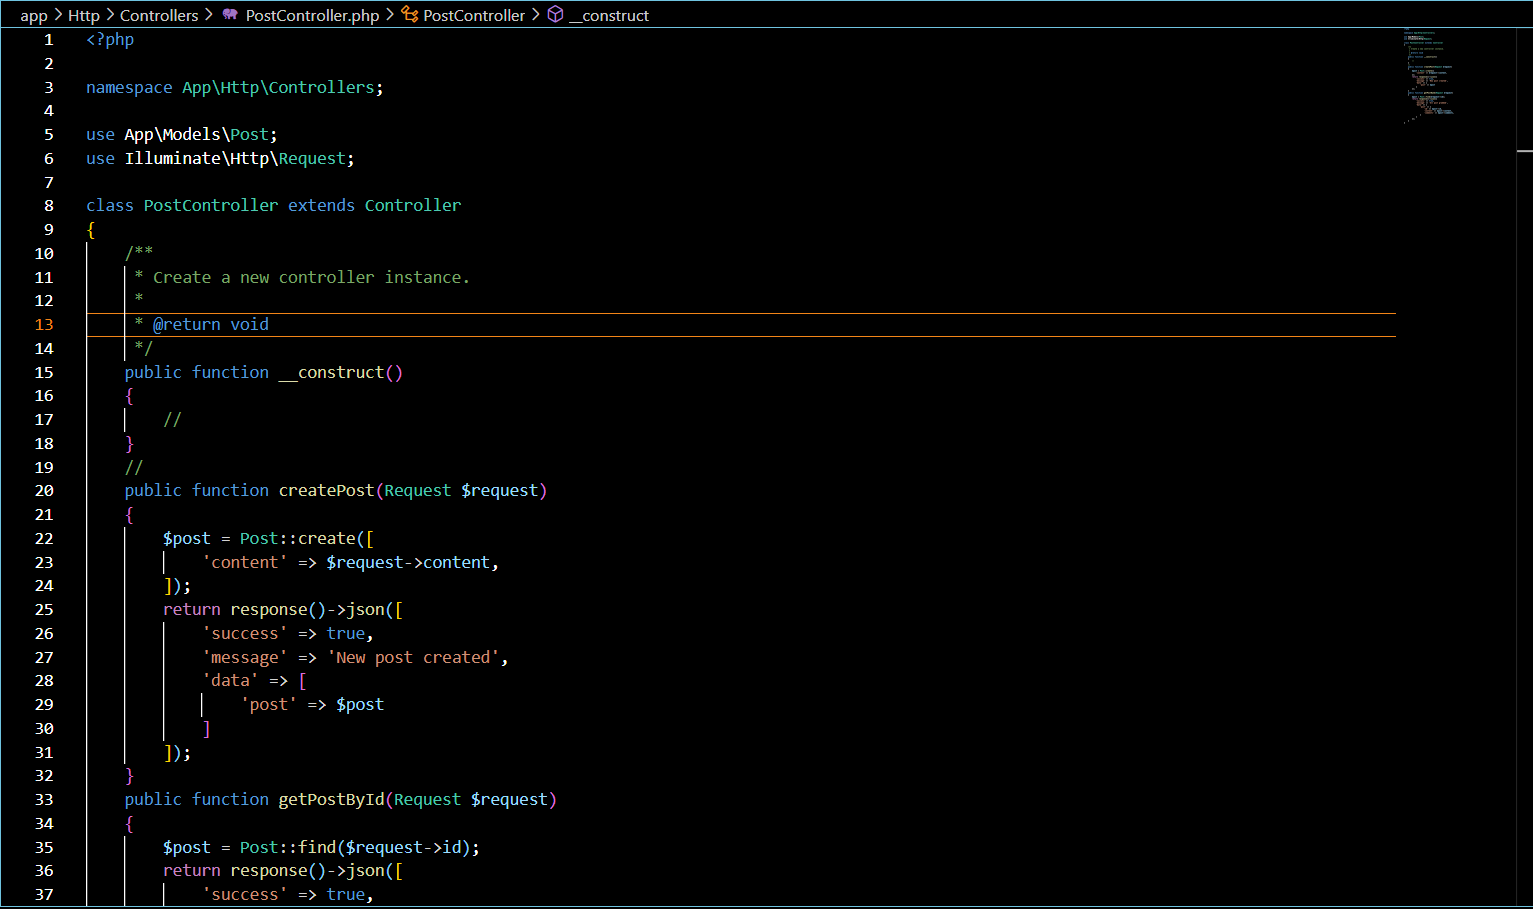 app > Http > Controllers > PostController.php > PostController > __construct
1 <?php
2
3 namespace App\Http\Controllers;
4
5 use App\Models\Post;
6 use Illuminate\Http\Request;
7
8 class PostController extends Controller
9 {
10     /**
11      * Create a new controller instance.
12      *
13      * @return void
14      */
15     public function __construct()
16     {
17         //
18     }
19     //
20     public function createPost(Request $request)
21     {
22         $post = Post::create([
23             'content' => $request->content,
24         ]);
25         return response()->json([
26             'success' => true,
27             'message' => 'New post created',
28             'data' => [
29                 'post' => $post
30             ]
31         ]);
32     }
33     public function getPostById(Request $request)
34     {
35         $post = Post::find($request->id);
36         return response()->json([
37             'success' => true,